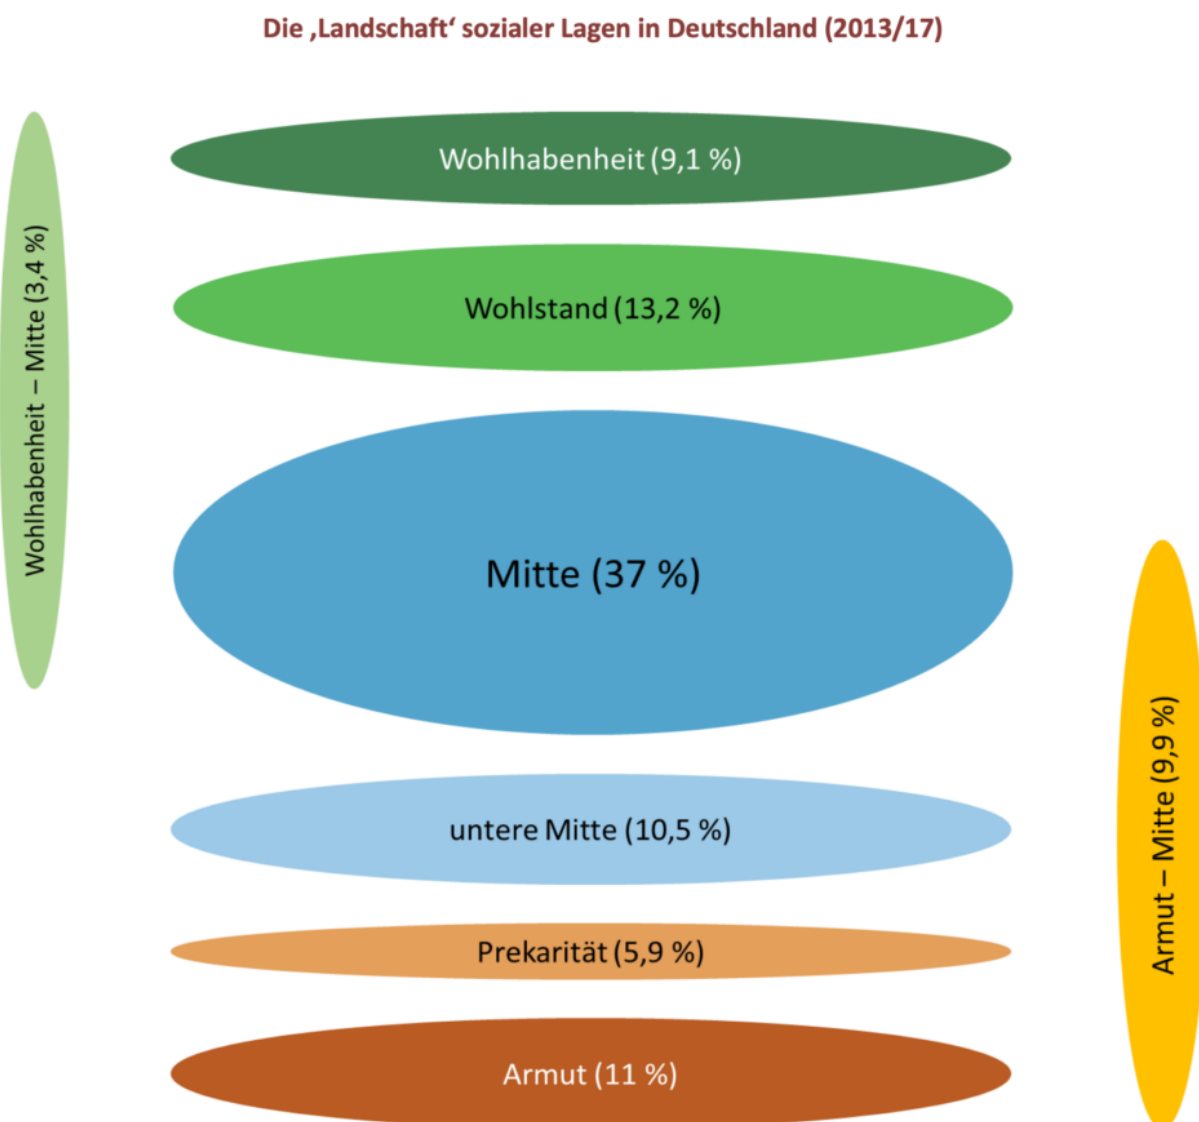 Die ‚Landschaft‘ sozialer Lagen in Deutschland (2013/17)
Wohlhabenheit (9,1 %)
Wohlstand (13,2 %)
Wohlhabenheit – Mitte (3,4 %)
Mitte (37 %)
untere Mitte (10,5 %)
Armut – Mitte (9,9 %)
Prekarität (5,9 %)
Armut (11 %)